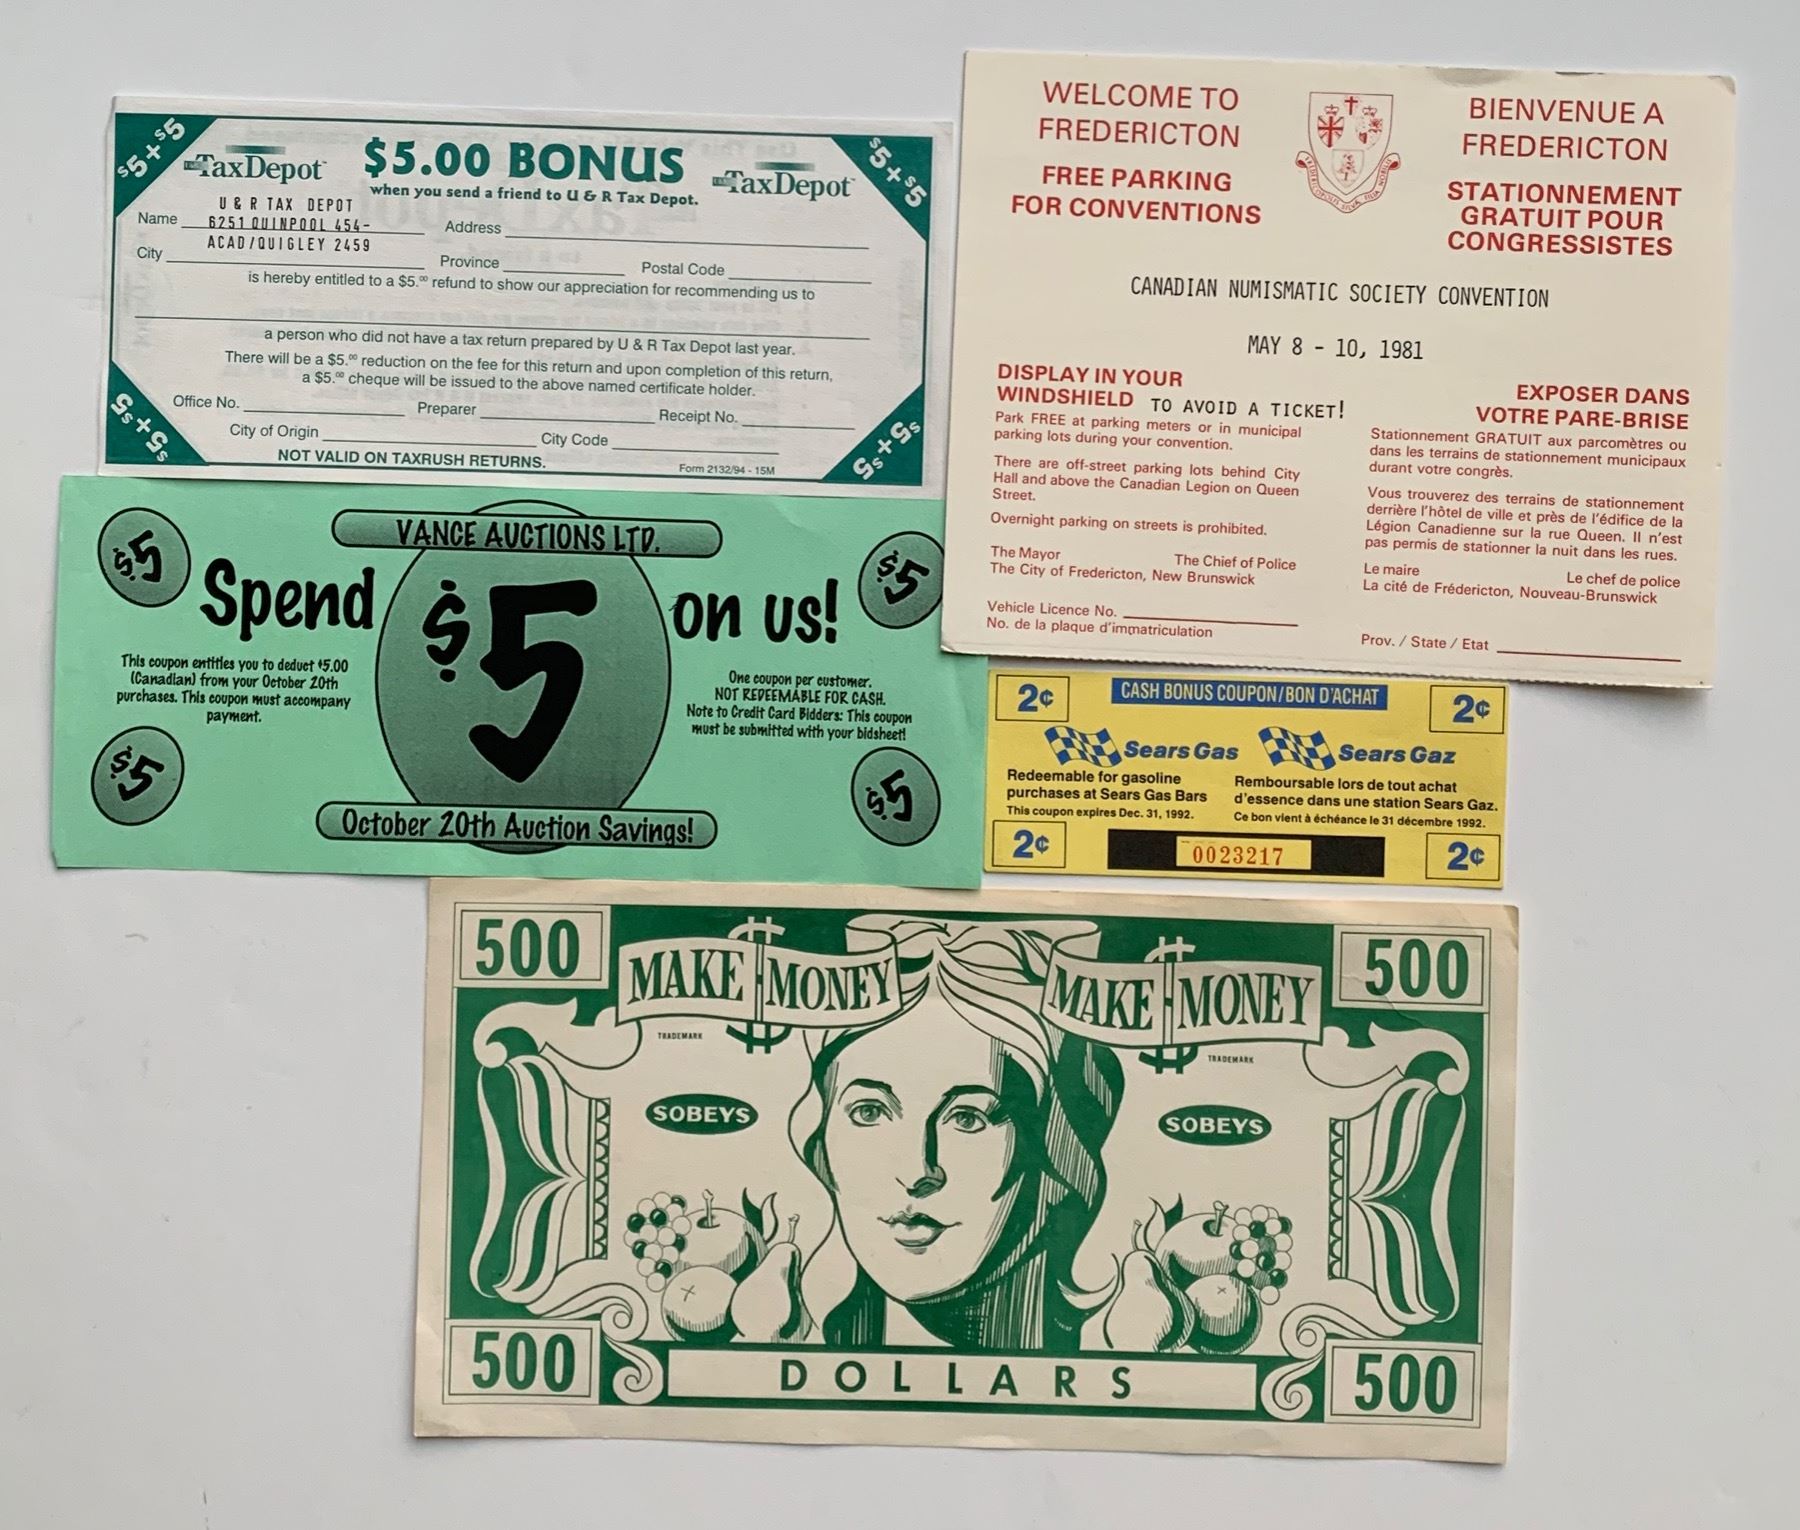 $5+$5
TaxDepot
$5.00 BONUS
when you send a friend to U & R Tax Depot.
TaxDepot
$5+$5
U & R TAX DEPOT
Name 6251 QUINPOOL 454-
Address
ACAD/QUIGLEY 2459
City
Province
Postal Code
is hereby entitled to a $5.00 refund to show our appreciation for recommending us to
a person who did not have a tax return prepared by U & R Tax Depot last year.
There will be a $5.00 reduction on the fee for this return and upon completion of this return,
a $5.00 cheque will be issued to the above named certificate holder.
Office No.
Preparer
Receipt No.
City of Origin
City Code
NOT VALID ON TAXRUSH RETURNS.
Form 2132/94 - 15M
$5+$5
$5+$5
WELCOME TO
FREDERICTON
FREE PARKING
FOR CONVENTIONS
FREDERICOPOLIS SILVAE FILIA NOBILIS
BIENVENUE A
FREDERICTON
STATIONNEMENT
GRATUIT POUR
CONGRESSISTES
CANADIAN NUMISMATIC SOCIETY CONVENTION
MAY 8 - 10, 1981
DISPLAY IN YOUR
WINDSHIELD TO AVOID A TICKET!
Park FREE at parking meters or in municipal
parking lots during your convention.
There are off-street parking lots behind City
Hall and above the Canadian Legion on Queen
Street.
Overnight parking on streets is prohibited.
The Mayor
The Chief of Police
The City of Fredericton, New Brunswick
Vehicle Licence No.
No. de la plaque d'immatriculation
EXPOSER DANS
VOTRE PARE-BRISE
Stationnement GRATUIT aux parcomètres ou
dans les terrains de stationnement municipaux
durant votre congrès.
Vous trouverez des terrains de stationnement
derrière l'hôtel de ville et près de l'édifice de la
Légion Canadienne sur la rue Queen. Il n'est
pas permis de stationner la nuit dans les rues.
Le maire
Le chef de police
La cité de Frédericton, Nouveau-Brunswick
Prov. / State / Etat
VANCE AUCTIONS LTD.
$5
$5
Spend $5 on us!
This coupon entitles you to deduct $5.00
(Canadian) from your October 20th
purchases. This coupon must accompany
payment.
One coupon per customer.
NOT REDEEMABLE FOR CASH.
Note to Credit Card Bidders: This coupon
must be submitted with your bidsheet!
$5
$5
October 20th Auction Savings!
2¢
CASH BONUS COUPON/BON D'ACHAT
2¢
Sears Gas
Sears Gaz
Redeemable for gasoline
purchases at Sears Gas Bars
This coupon expires Dec. 31, 1992.
Remboursable lors de tout achat
d'essence dans une station Sears Gaz.
Ce bon vient à échéance le 31 décembre 1992.
2¢
0023217
2¢
500
MAKE MONEY
MAKE MONEY
500
TRADEMARK
TRADEMARK
SOBEYS
SOBEYS
500
DOLLARS
500